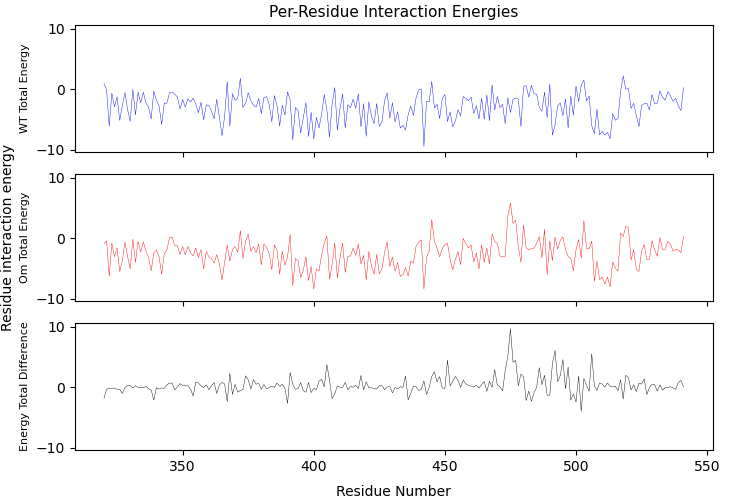 Per-Residue Interaction Energies
Residue interaction energy
WT Total Energy
10
0
−10
Om Total Energy
10
0
−10
Energy Total Difference
10
0
−10
350
400
450
500
550
Residue Number